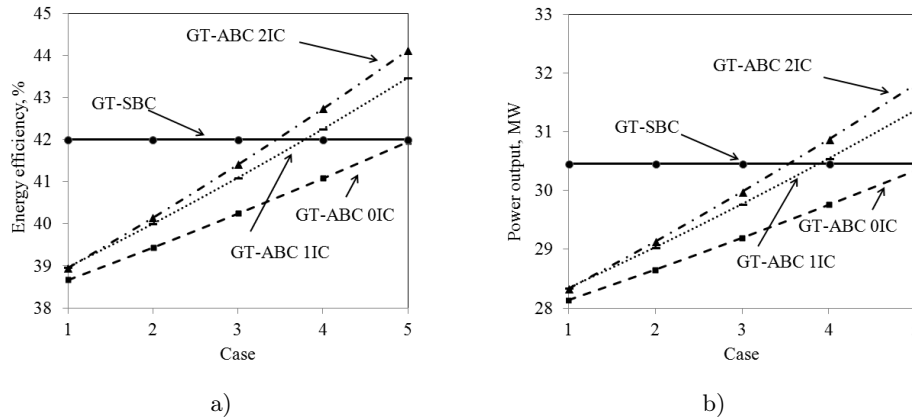 45
44
43
42
41
40
39
38
Energy efficiency, %
GT-ABC 2IC
GT-SBC
GT-ABC 0IC
GT-ABC 1IC
1 2 3 4 5
Case
a)
33
32
31
30
29
28
Power output, MW
GT-ABC 2IC
GT-SBC
GT-ABC 0IC
GT-ABC 1IC
1 2 3 4
Case
b)